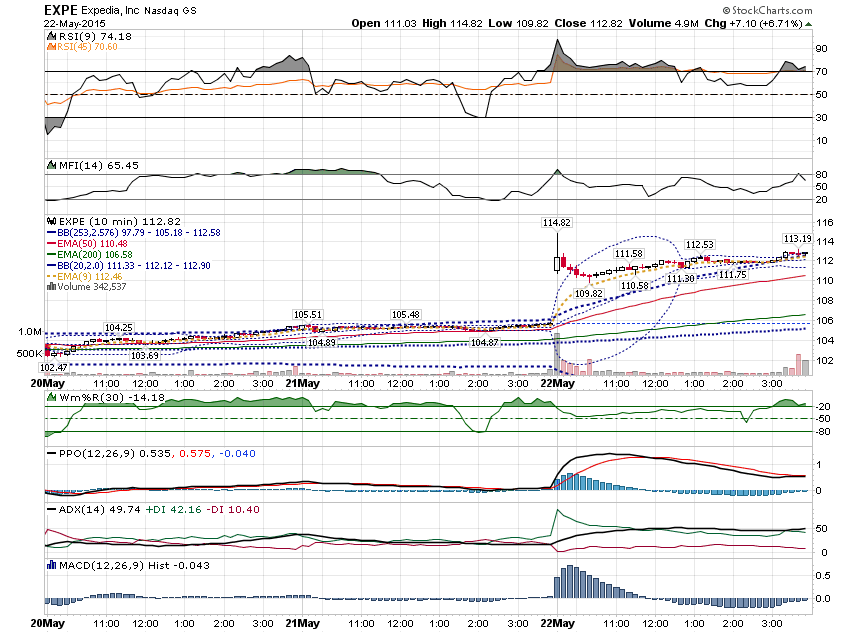 EXPE Expedia, Inc Nasdaq GS
© StockCharts.com
22-May-2015
Open 111.03 High 114.82 Low 109.82 Close 112.82 Volume 4.9M Chg +7.10 (+6.71%)
RSI(9) 74.18
RSI(45) 70.60
90
70
50
30
10
MFI(14) 65.45
80
50
20
EXPE (10 min) 112.82
BB(253,2.576) 97.79 - 105.18 - 112.58
EMA(50) 110.48
EMA(200) 106.58
BB(20,2.0) 111.33 - 112.12 - 112.90
EMA(9) 112.46
Volume 342,537
114.82
113.19
112.53
111.58
111.75
111.30
110.58
109.82
105.51
105.48
104.25
104.89
104.87
103.69
102.47
116
114
112
110
108
106
104
102
1.0M
500K
20May 11:00 12:00 1:00 2:00 3:00 21May 11:00 12:00 1:00 2:00 3:00 22May 11:00 12:00 1:00 2:00 3:00
Wm%R(30) -14.18
-20
-50
-80
PPO(12,26,9) 0.535, 0.575, -0.040
1
0
ADX(14) 49.74 +DI 42.16 -DI 10.40
50
0
MACD(12,26,9) Hist -0.043
0.5
0.0
20May 11:00 12:00 1:00 2:00 3:00 21May 11:00 12:00 1:00 2:00 3:00 22May 11:00 12:00 1:00 2:00 3:00